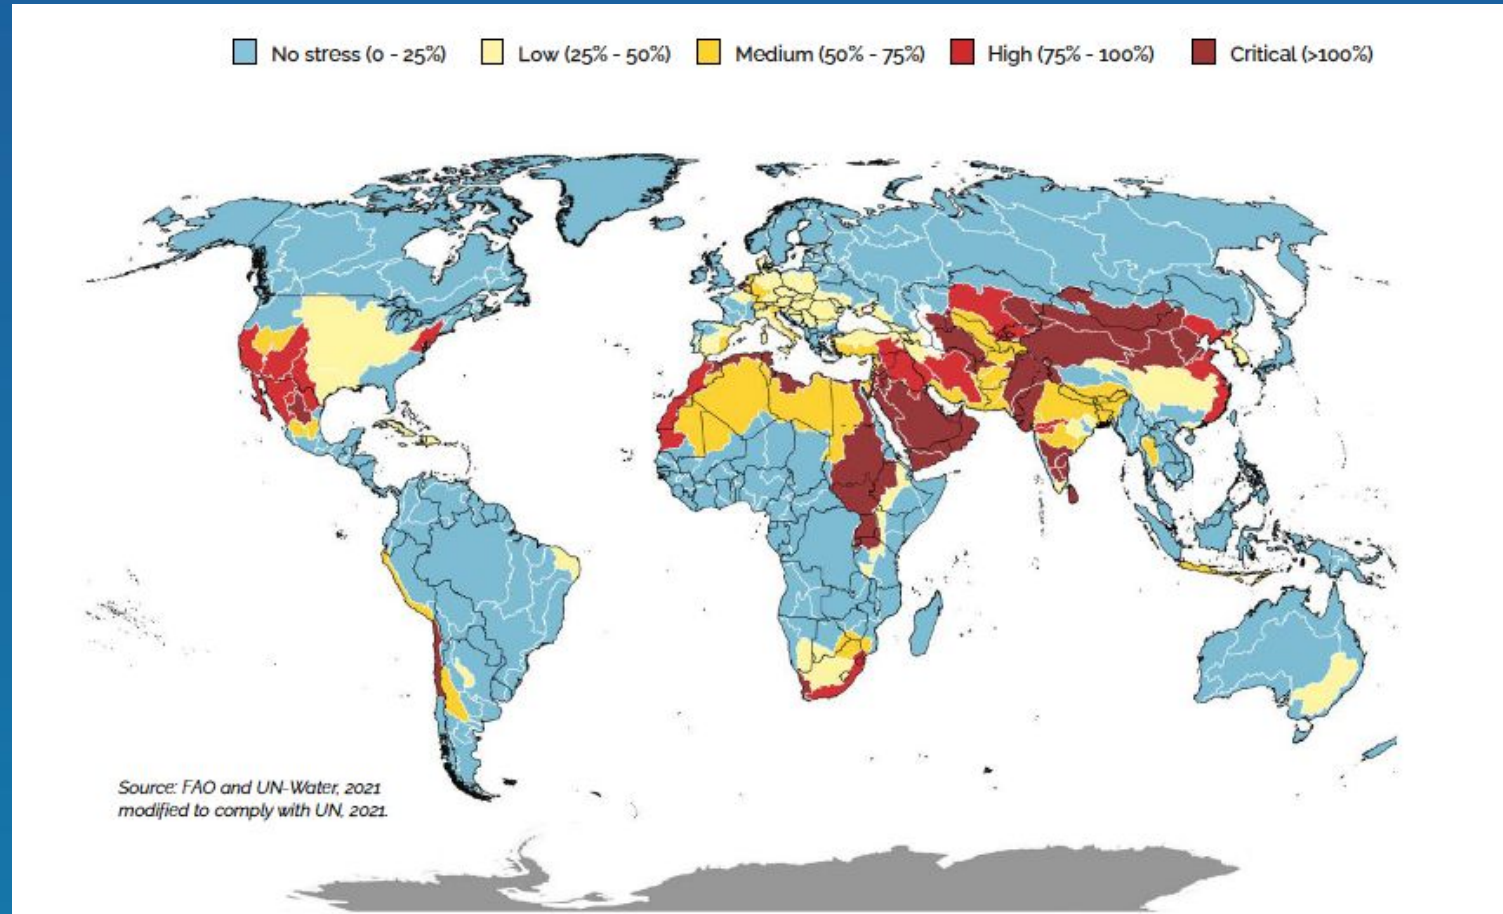 No stress (0 - 25%) Low (25% - 50%) Medium (50% - 75%) High (75% - 100%) Critical (>100%)
Source: FAO and UN-Water, 2021
modified to comply with UN, 2021.